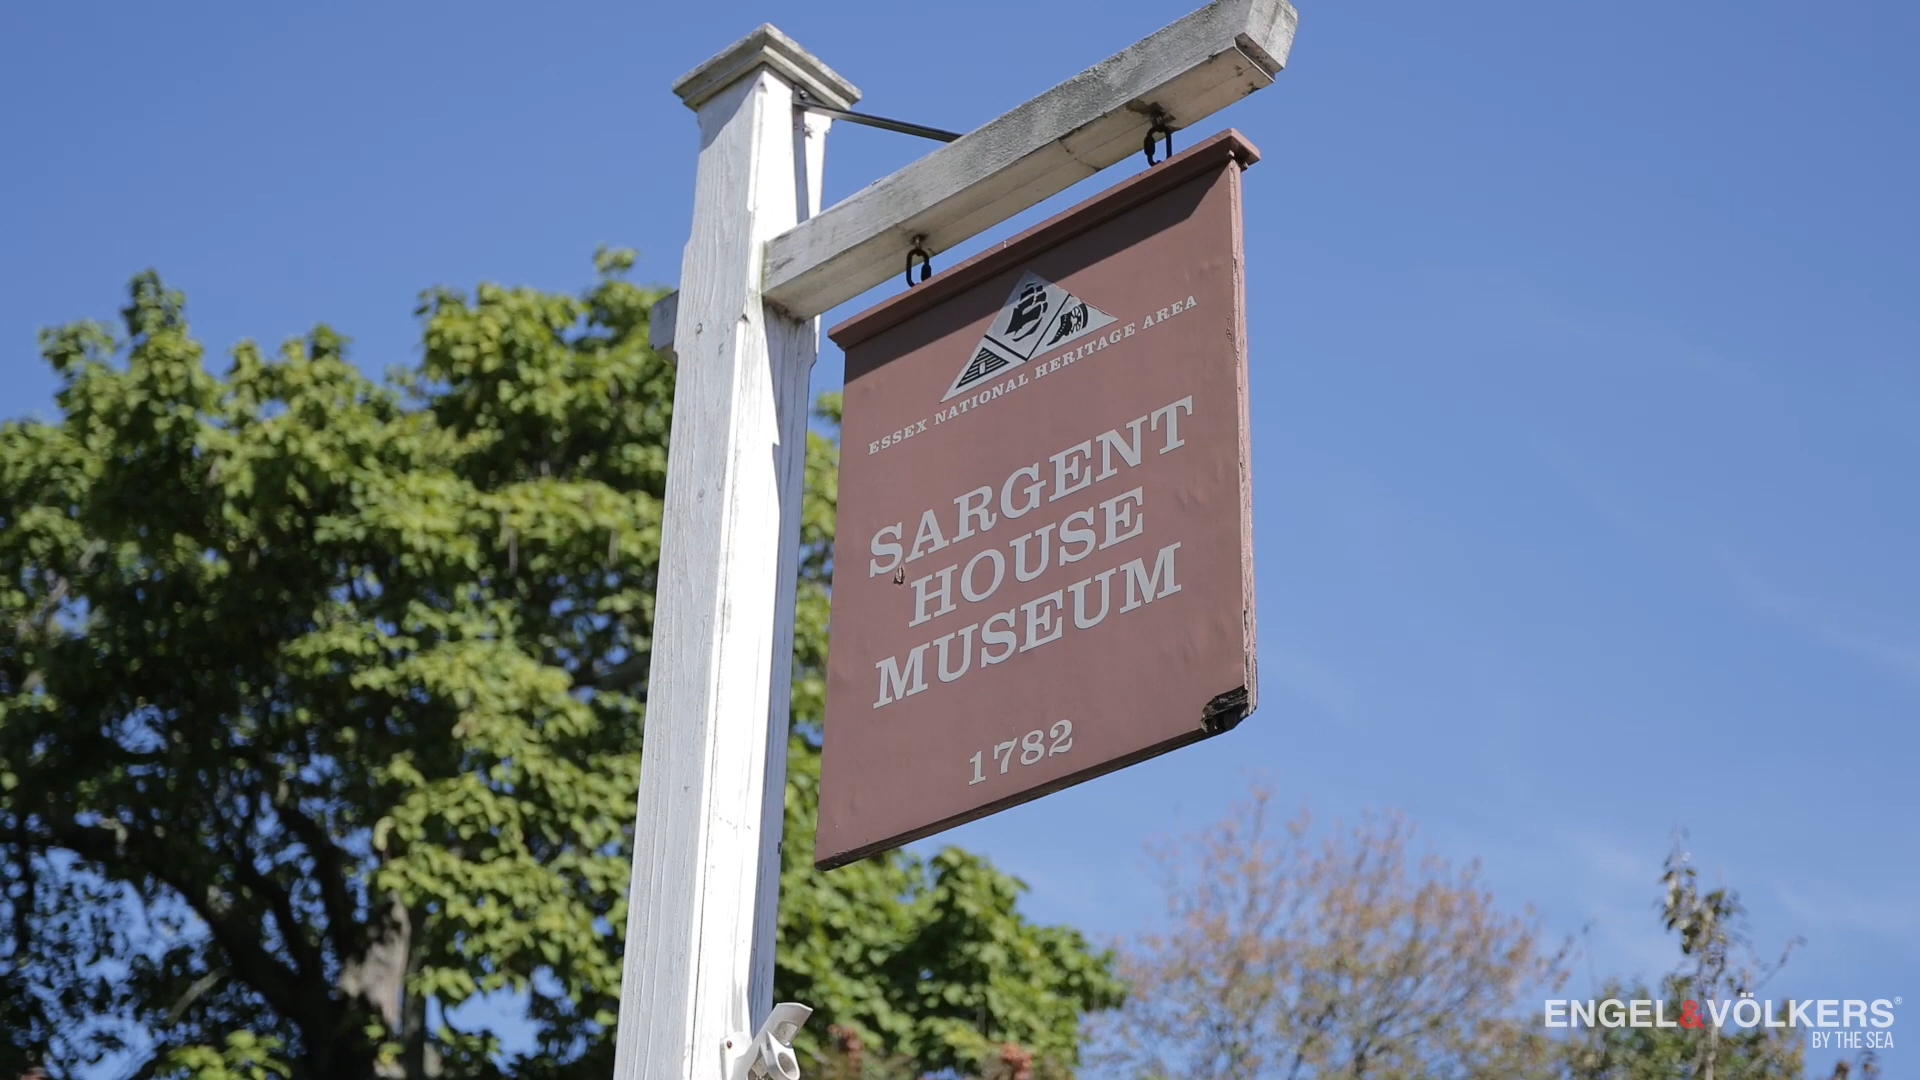 ESSEX NATIONAL HERITAGE AREA
SARGENT
HOUSE
MUSEUM
1782
ENGEL&VÖLKERS®
BY THE SEA